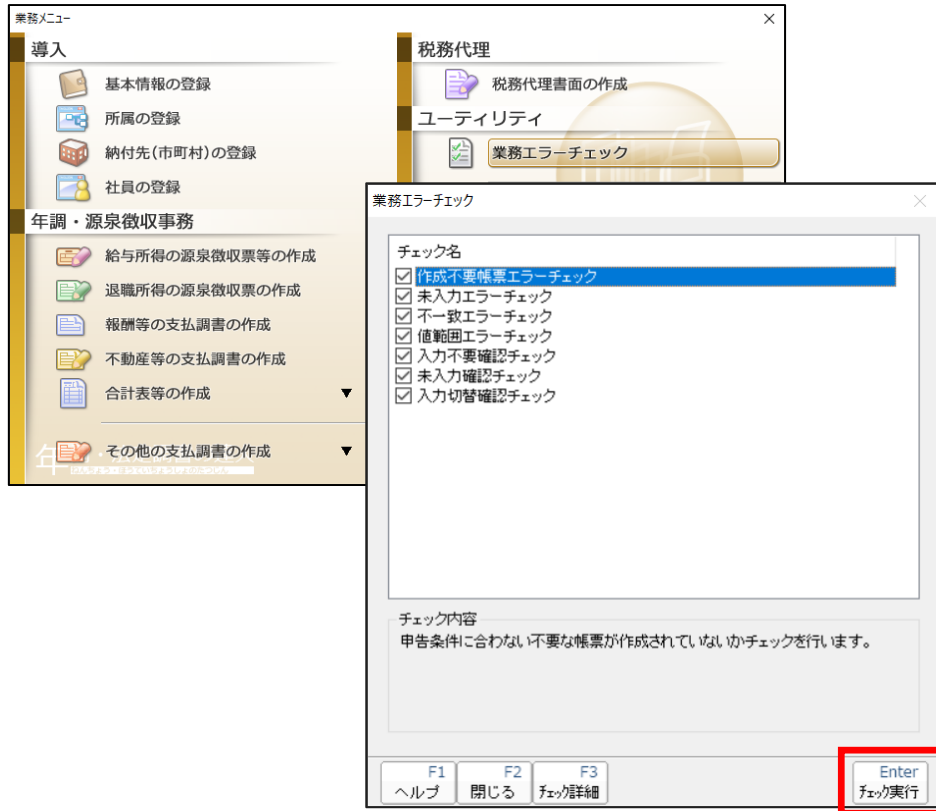 業務メニュー
導入
基本情報の登録
所属の登録
納付先(市町村)の登録
社員の登録
年調・源泉徴収事務
給与所得の源泉徴収票等の作成
退職所得の源泉徴収票の作成
報酬等の支払調書の作成
不動産等の支払調書の作成
合計表等の作成 ▼
その他の支払調書の作成 ▼
税務代理
税務代理書面の作成
ユーティリティ
業務エラーチェック
業務エラーチェック
チェック名
作成不要帳票エラーチェック
未入力エラーチェック
不一致エラーチェック
値範囲エラーチェック
入力不要確認チェック
未入力確認チェック
入力切替確認チェック
チェック内容
申告条件に合わない不要な帳票が作成されていないかチェックを行います。
F1
ヘルプ
F2
閉じる
F3
チェック詳細
Enter
チェック実行